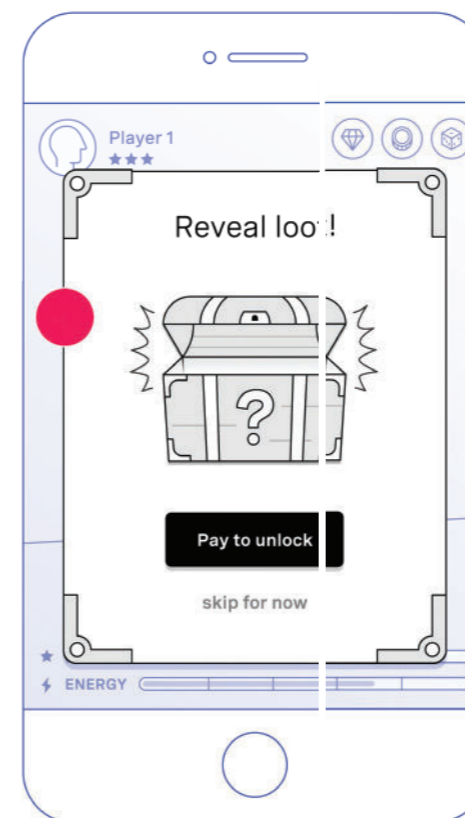 Player 1
Reveal loot!
?
Pay to unlock
skip for now
ENERGY